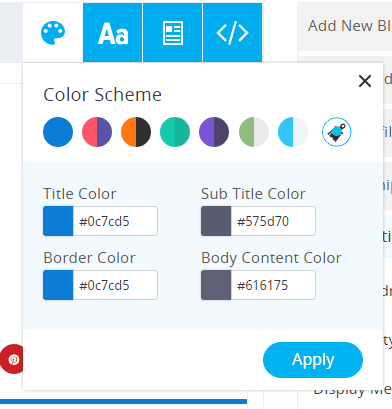 Aa
Add New Bl
Color Scheme
Title Color
Sub Title Color
#0c7cd5
#575d70
Border Color
Body Content Color
#0c7cd5
#616175
Apply
Display Me